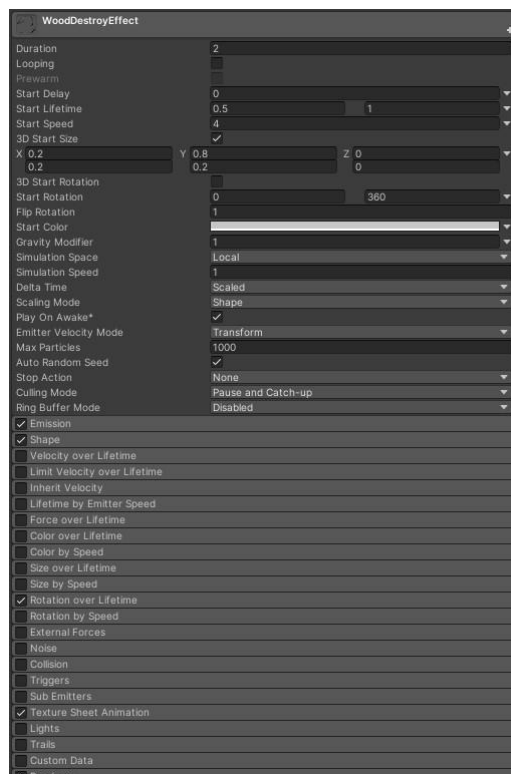 WoodDestroyEffect
Duration 2
Looping
Prewarm
Start Delay 0
Start Lifetime 0.5 1
Start Speed 4
3D Start Size
X 0.2 Y 0.8 Z 0
0.2 0.2 0
3D Start Rotation
Start Rotation 0 360
Flip Rotation 1
Start Color
Gravity Modifier 1
Simulation Space Local
Simulation Speed 1
Delta Time Scaled
Scaling Mode Shape
Play On Awake*
Emitter Velocity Mode Transform
Max Particles 1000
Auto Random Seed
Stop Action None
Culling Mode Pause and Catch-up
Ring Buffer Mode Disabled
Emission
Shape
Velocity over Lifetime
Limit Velocity over Lifetime
Inherit Velocity
Lifetime by Emitter Speed
Force over Lifetime
Color over Lifetime
Color by Speed
Size over Lifetime
Size by Speed
Rotation over Lifetime
Rotation by Speed
External Forces
Noise
Collision
Triggers
Sub Emitters
Texture Sheet Animation
Lights
Trails
Custom Data